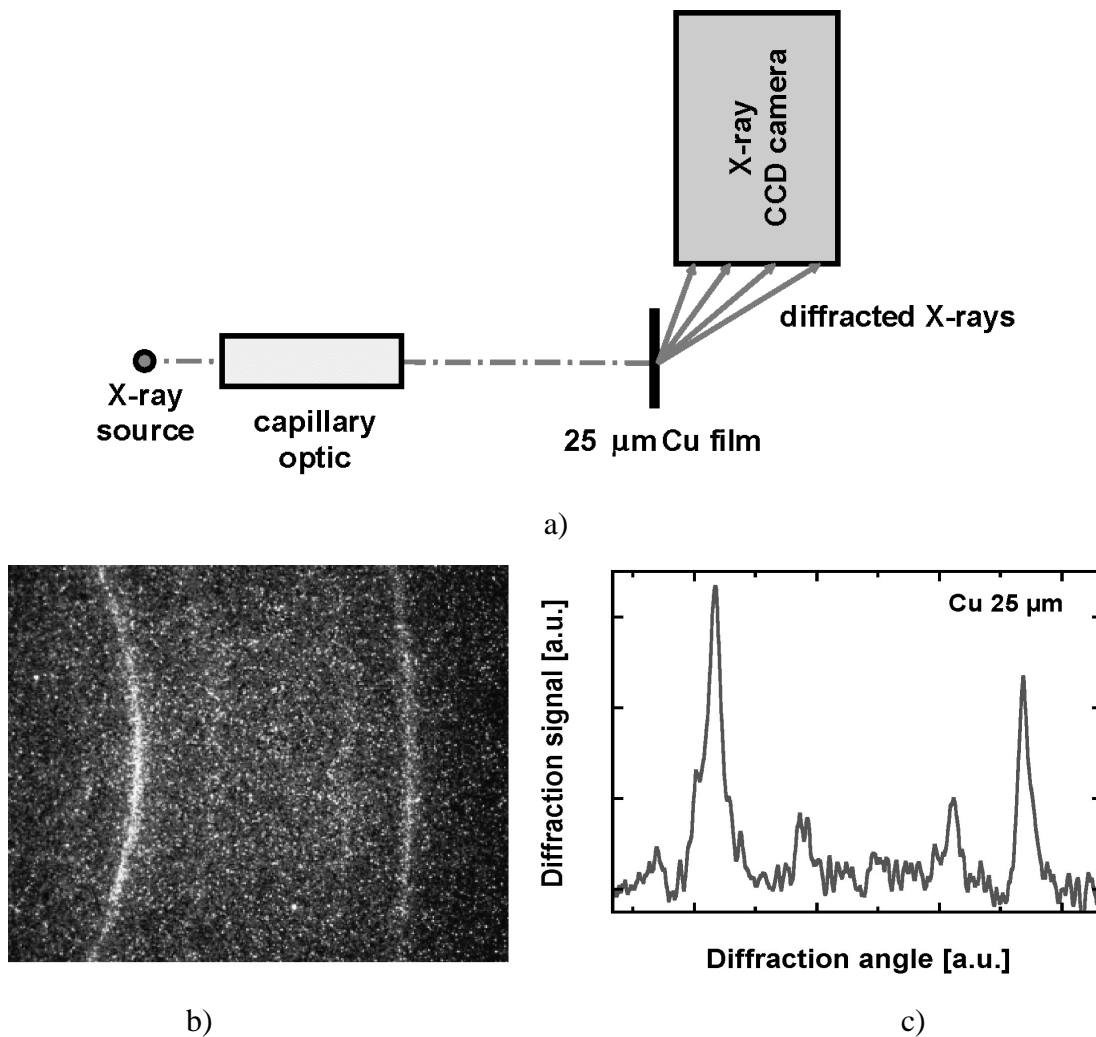 X-ray
CCD camera
diffracted X-rays
X-ray
source
capillary
optic
25 µm Cu film
a)
Cu 25 µm
Diffraction signal [a.u.]
Diffraction angle [a.u.]
b)
c)